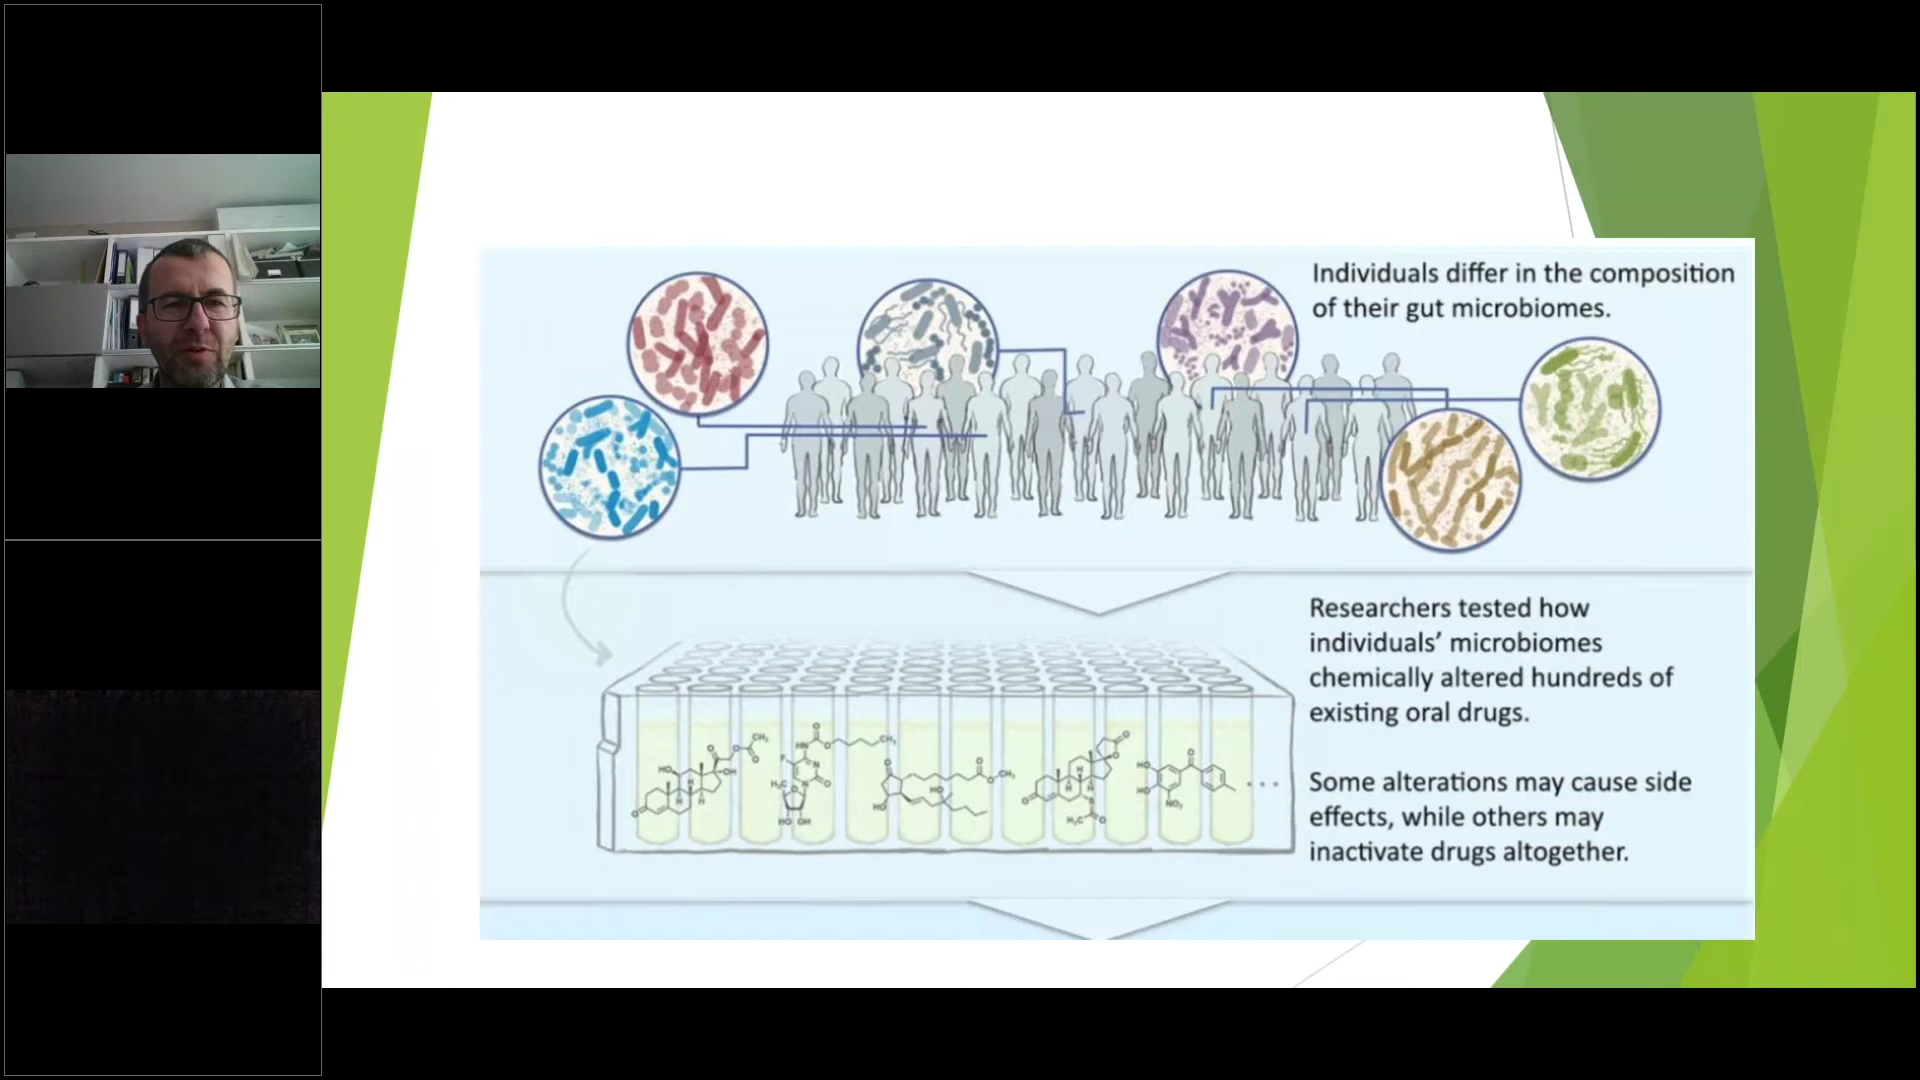 Individuals differ in the composition
of their gut microbiomes.
Researchers tested how
individuals’ microbiomes
chemically altered hundreds of
existing oral drugs.
Some alterations may cause side
effects, while others may
inactivate drugs altogether.